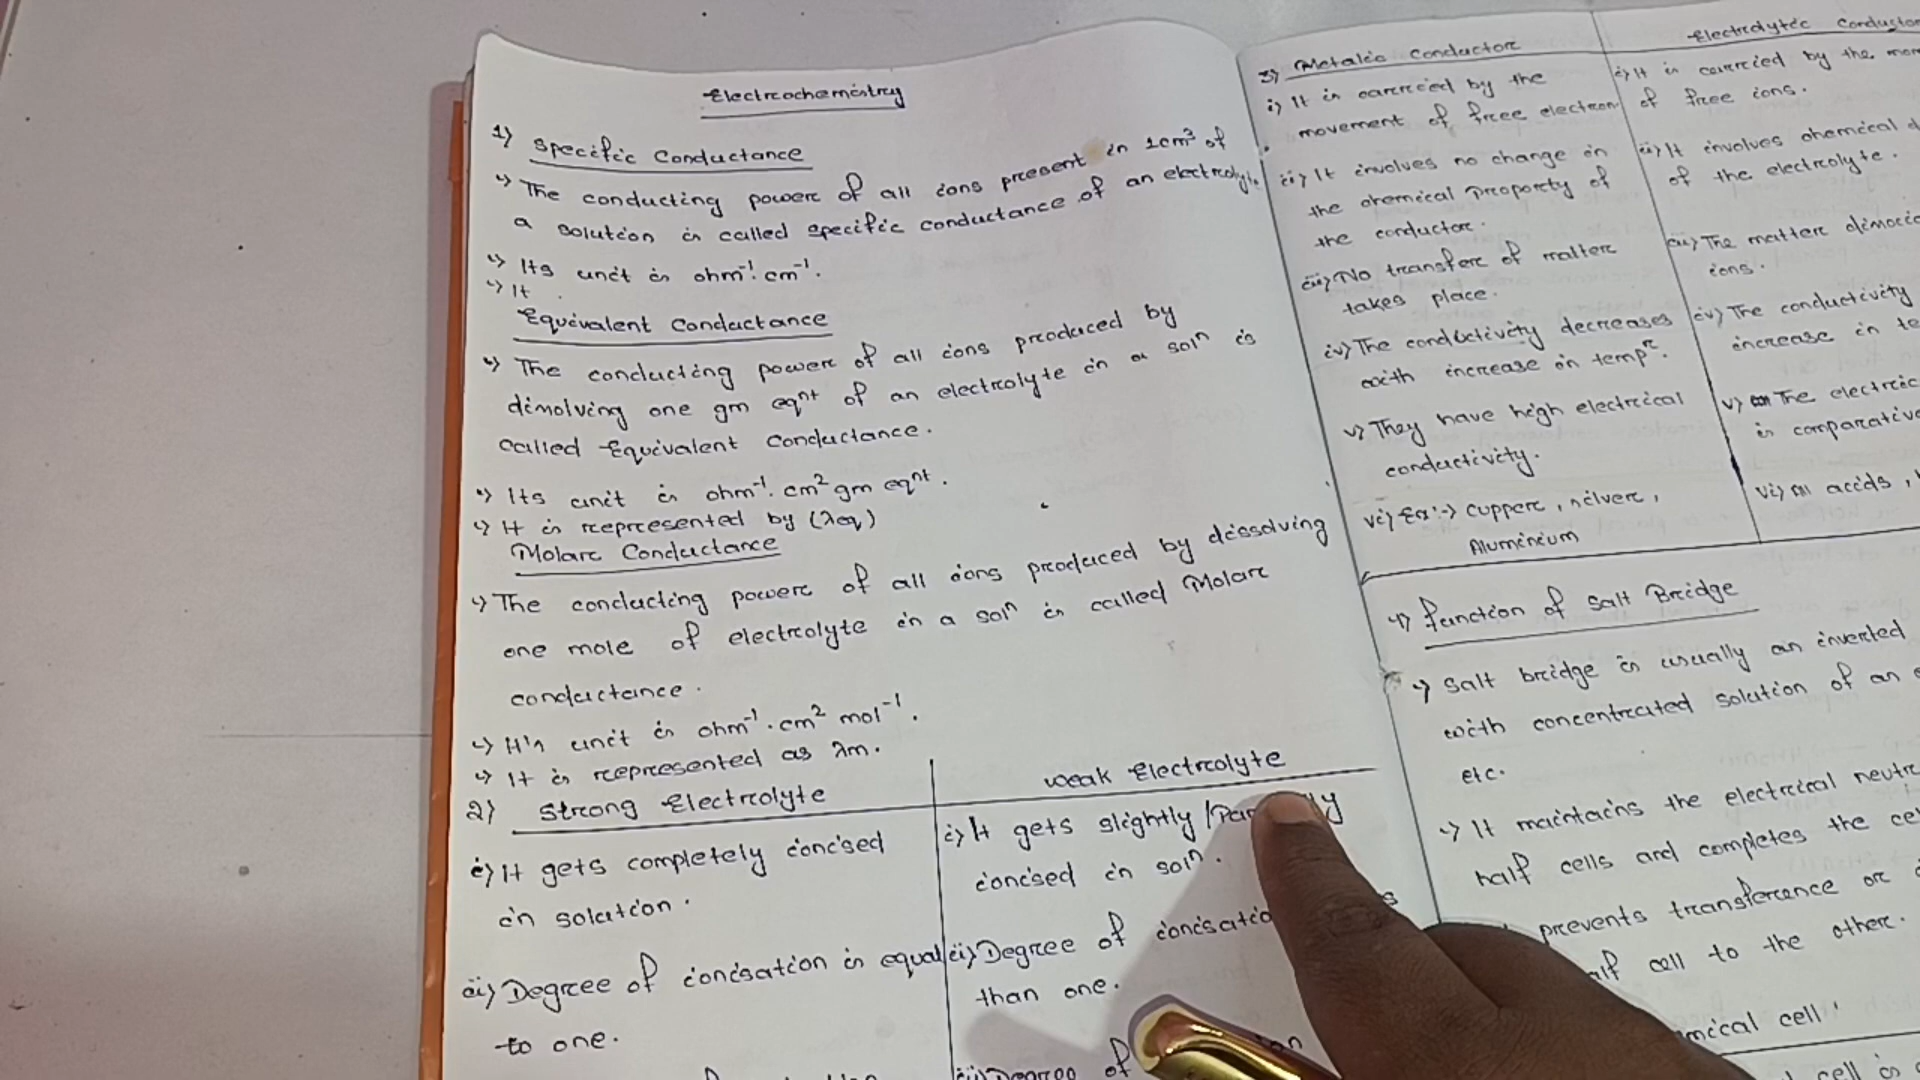 Electrochemistry
1) Specific Conductance
↳ The conducting power of all ions present in 1cm³ of
a solution is called specific conductance of an electrolyte
↳ Its unit is ohm⁻¹. cm⁻¹.
↳ It
Equivalent Conductance
↳ The conducting power of all ions produced by
dissolving one gm eqnt of an electrolyte in a solⁿ is
called Equivalent conductance.
↳ Its unit is ohm⁻¹. cm² gm eqnt.
↳ It is represented by (λeq)
Molar Conductance
↳ The conducting power of all ions produced by dissolving
one mole of electrolyte in a solⁿ is called Molar
conductance.
↳ It's unit is ohm⁻¹. cm² mol⁻¹.
↳ It is represented as λm.
2) Strong Electrolyte
i) It gets completely ionised
in solution.
ii) Degree of ionisation is equal
to one.
Weak Electrolyte
i) It gets slightly /
ionised in solⁿ.
ii) Degree of
than one.
iii) Degree of
3) Metalic Conductor
i) It is carried by the
movement of free electron
ii) It involves no change in
the chemical property of
the conductor.
iii) No transfer of matter
takes place.
iv) The conductivity decreases
with increase in tempʳ.
v) They have high electrical
conductivity.
vi) Ex:-> Cupper, silver,
Aluminium
Electrolytic Conductor
i) It is carried by the
of free ions.
ii) It involves chemical
of the electrolyte.
iii) The matter
ions.
iv) The conductivity
increase in
v) The electric
is
vi) acids,
4) Function of Salt Bridge
↳ Salt bridge is usually an inverted
with concentrated solution of an
etc.
↳ It maintains the electrical
half cells and completes the
prevents transference or
cell to the other.
cell
cell is